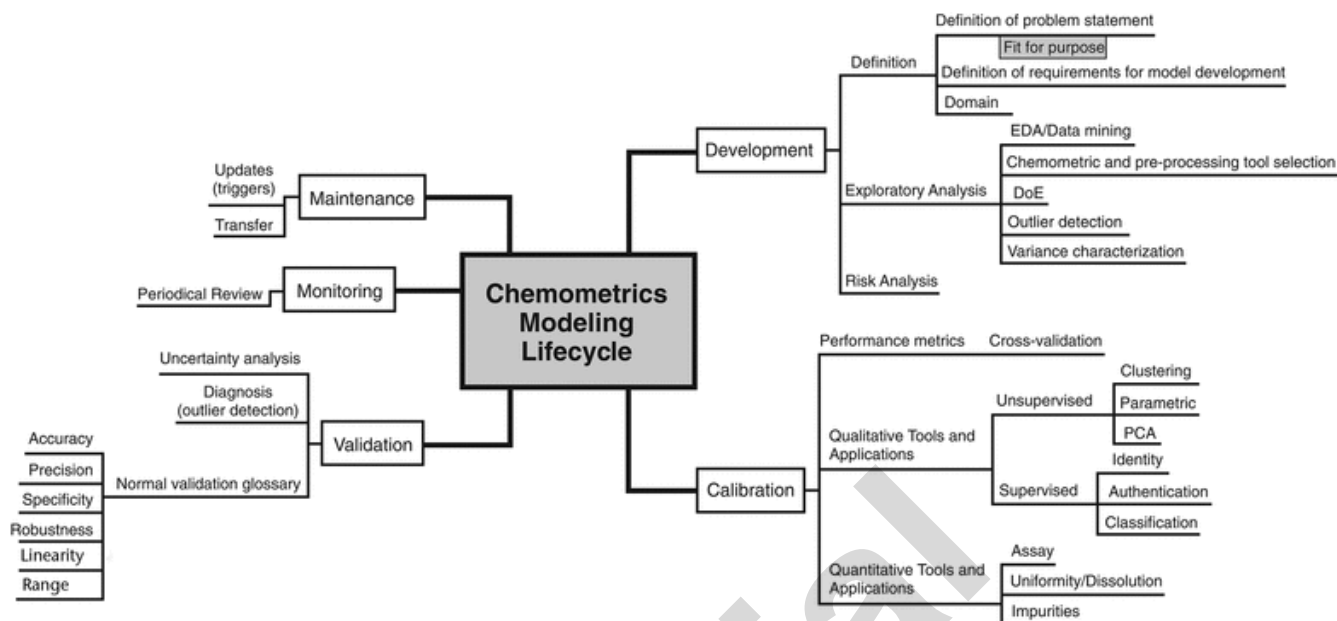 Chemometrics
Modeling
Lifecycle
Development
Definition
Definition of problem statement
Fit for purpose
Definition of requirements for model development
Domain
Exploratory Analysis
EDA/Data mining
Chemometric and pre-processing tool selection
DoE
Outlier detection
Variance characterization
Risk Analysis
Calibration
Performance metrics Cross-validation
Qualitative Tools and
Applications
Unsupervised
Clustering
Parametric
PCA
Supervised
Identity
Authentication
Classification
Quantitative Tools and
Applications
Assay
Uniformity/Dissolution
Impurities
Validation
Uncertainty analysis
Diagnosis
(outlier detection)
Normal validation glossary
Accuracy
Precision
Specificity
Robustness
Linearity
Range
Monitoring
Periodical Review
Maintenance
Updates
(triggers)
Transfer